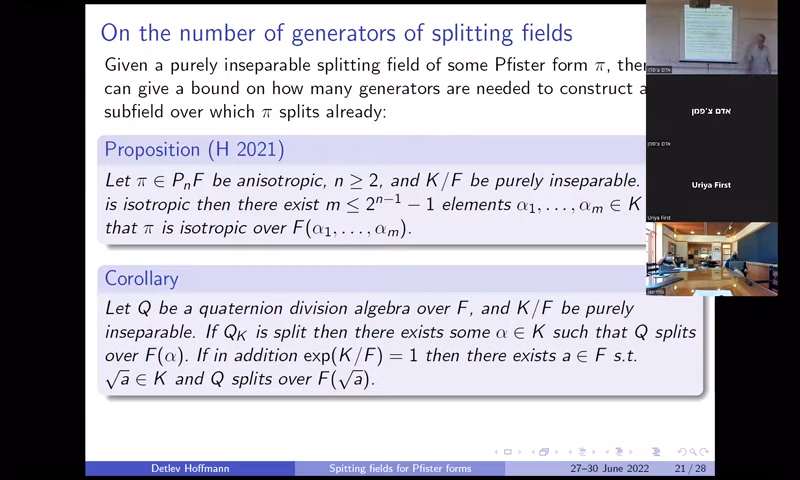 On the number of generators of splitting fields
Given a purely inseparable splitting field of some Pfister form π, the
can give a bound on how many generators are needed to construct a
subfield over which π splits already:
Proposition (H 2021)
Let π ∈ PnF be anisotropic, n ≥ 2, and K/F be purely inseparable.
is isotropic then there exist m ≤ 2^{n−1} − 1 elements α1, . . . , αm ∈ K
that π is isotropic over F(α1, . . . , αm).
Corollary
Let Q be a quaternion division algebra over F, and K/F be purely
inseparable. If QK is split then there exists some α ∈ K such that Q splits
over F(α). If in addition exp(K/F) = 1 then there exists a ∈ F s.t.
√a ∈ K and Q splits over F(√a).
Detlev Hoffmann
Spitting fields for Pfister forms
27–30 June 2022
21 / 28
אדם צ'פמן
אדם צ'פמן
אדם צ'פמן
Uriya First
Uriya First